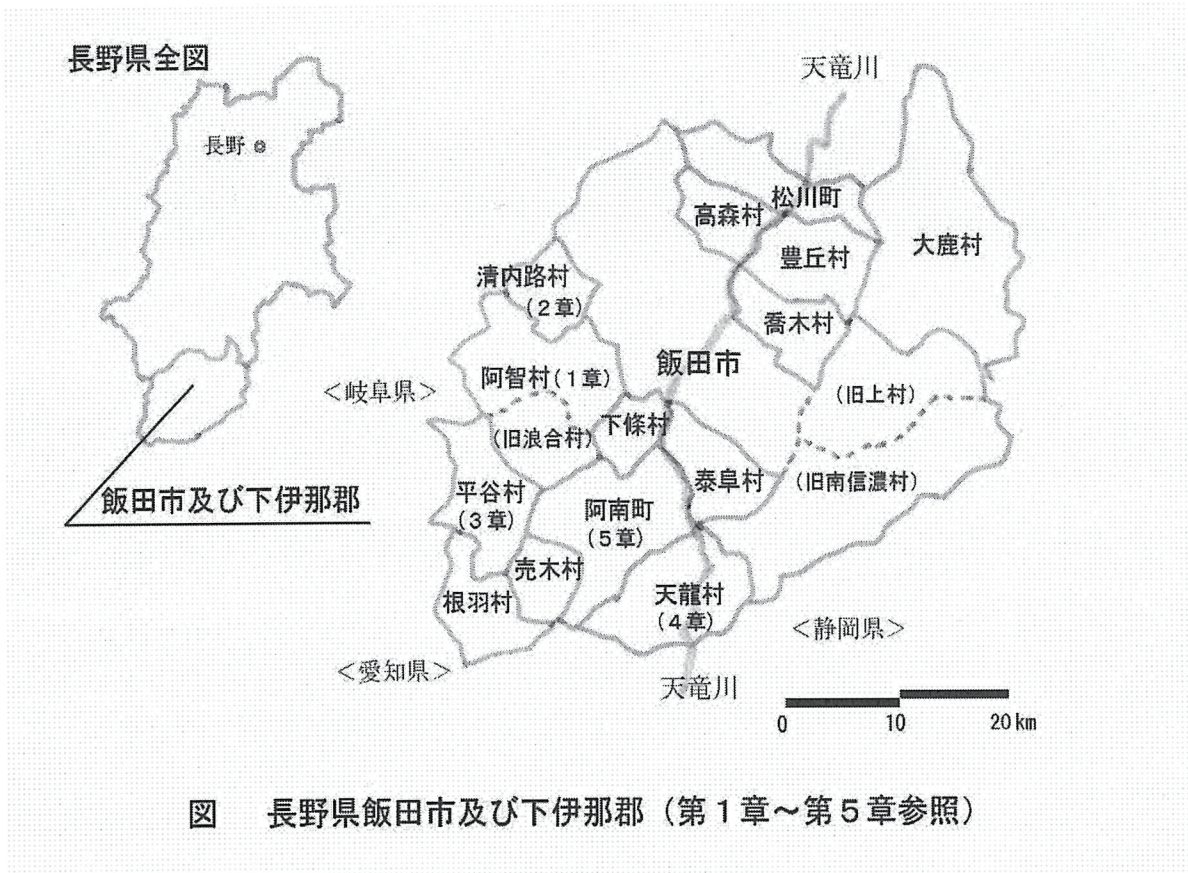 長野県全図
長野
天竜川
松川町
高森村
豊丘村
大鹿村
清内路村
(2章)
喬木村
飯田市
<岐阜県>
阿智村(1章)
(旧上村)
(旧浪合村)
下條村
泰阜村
(旧南信濃村)
飯田市及び下伊那郡
平谷村
(3章)
阿南町
(5章)
売木村
根羽村
天龍村
(4章)
<静岡県>
<愛知県>
天竜川
0 10 20km
図 長野県飯田市及び下伊那郡（第1章～第5章参照）